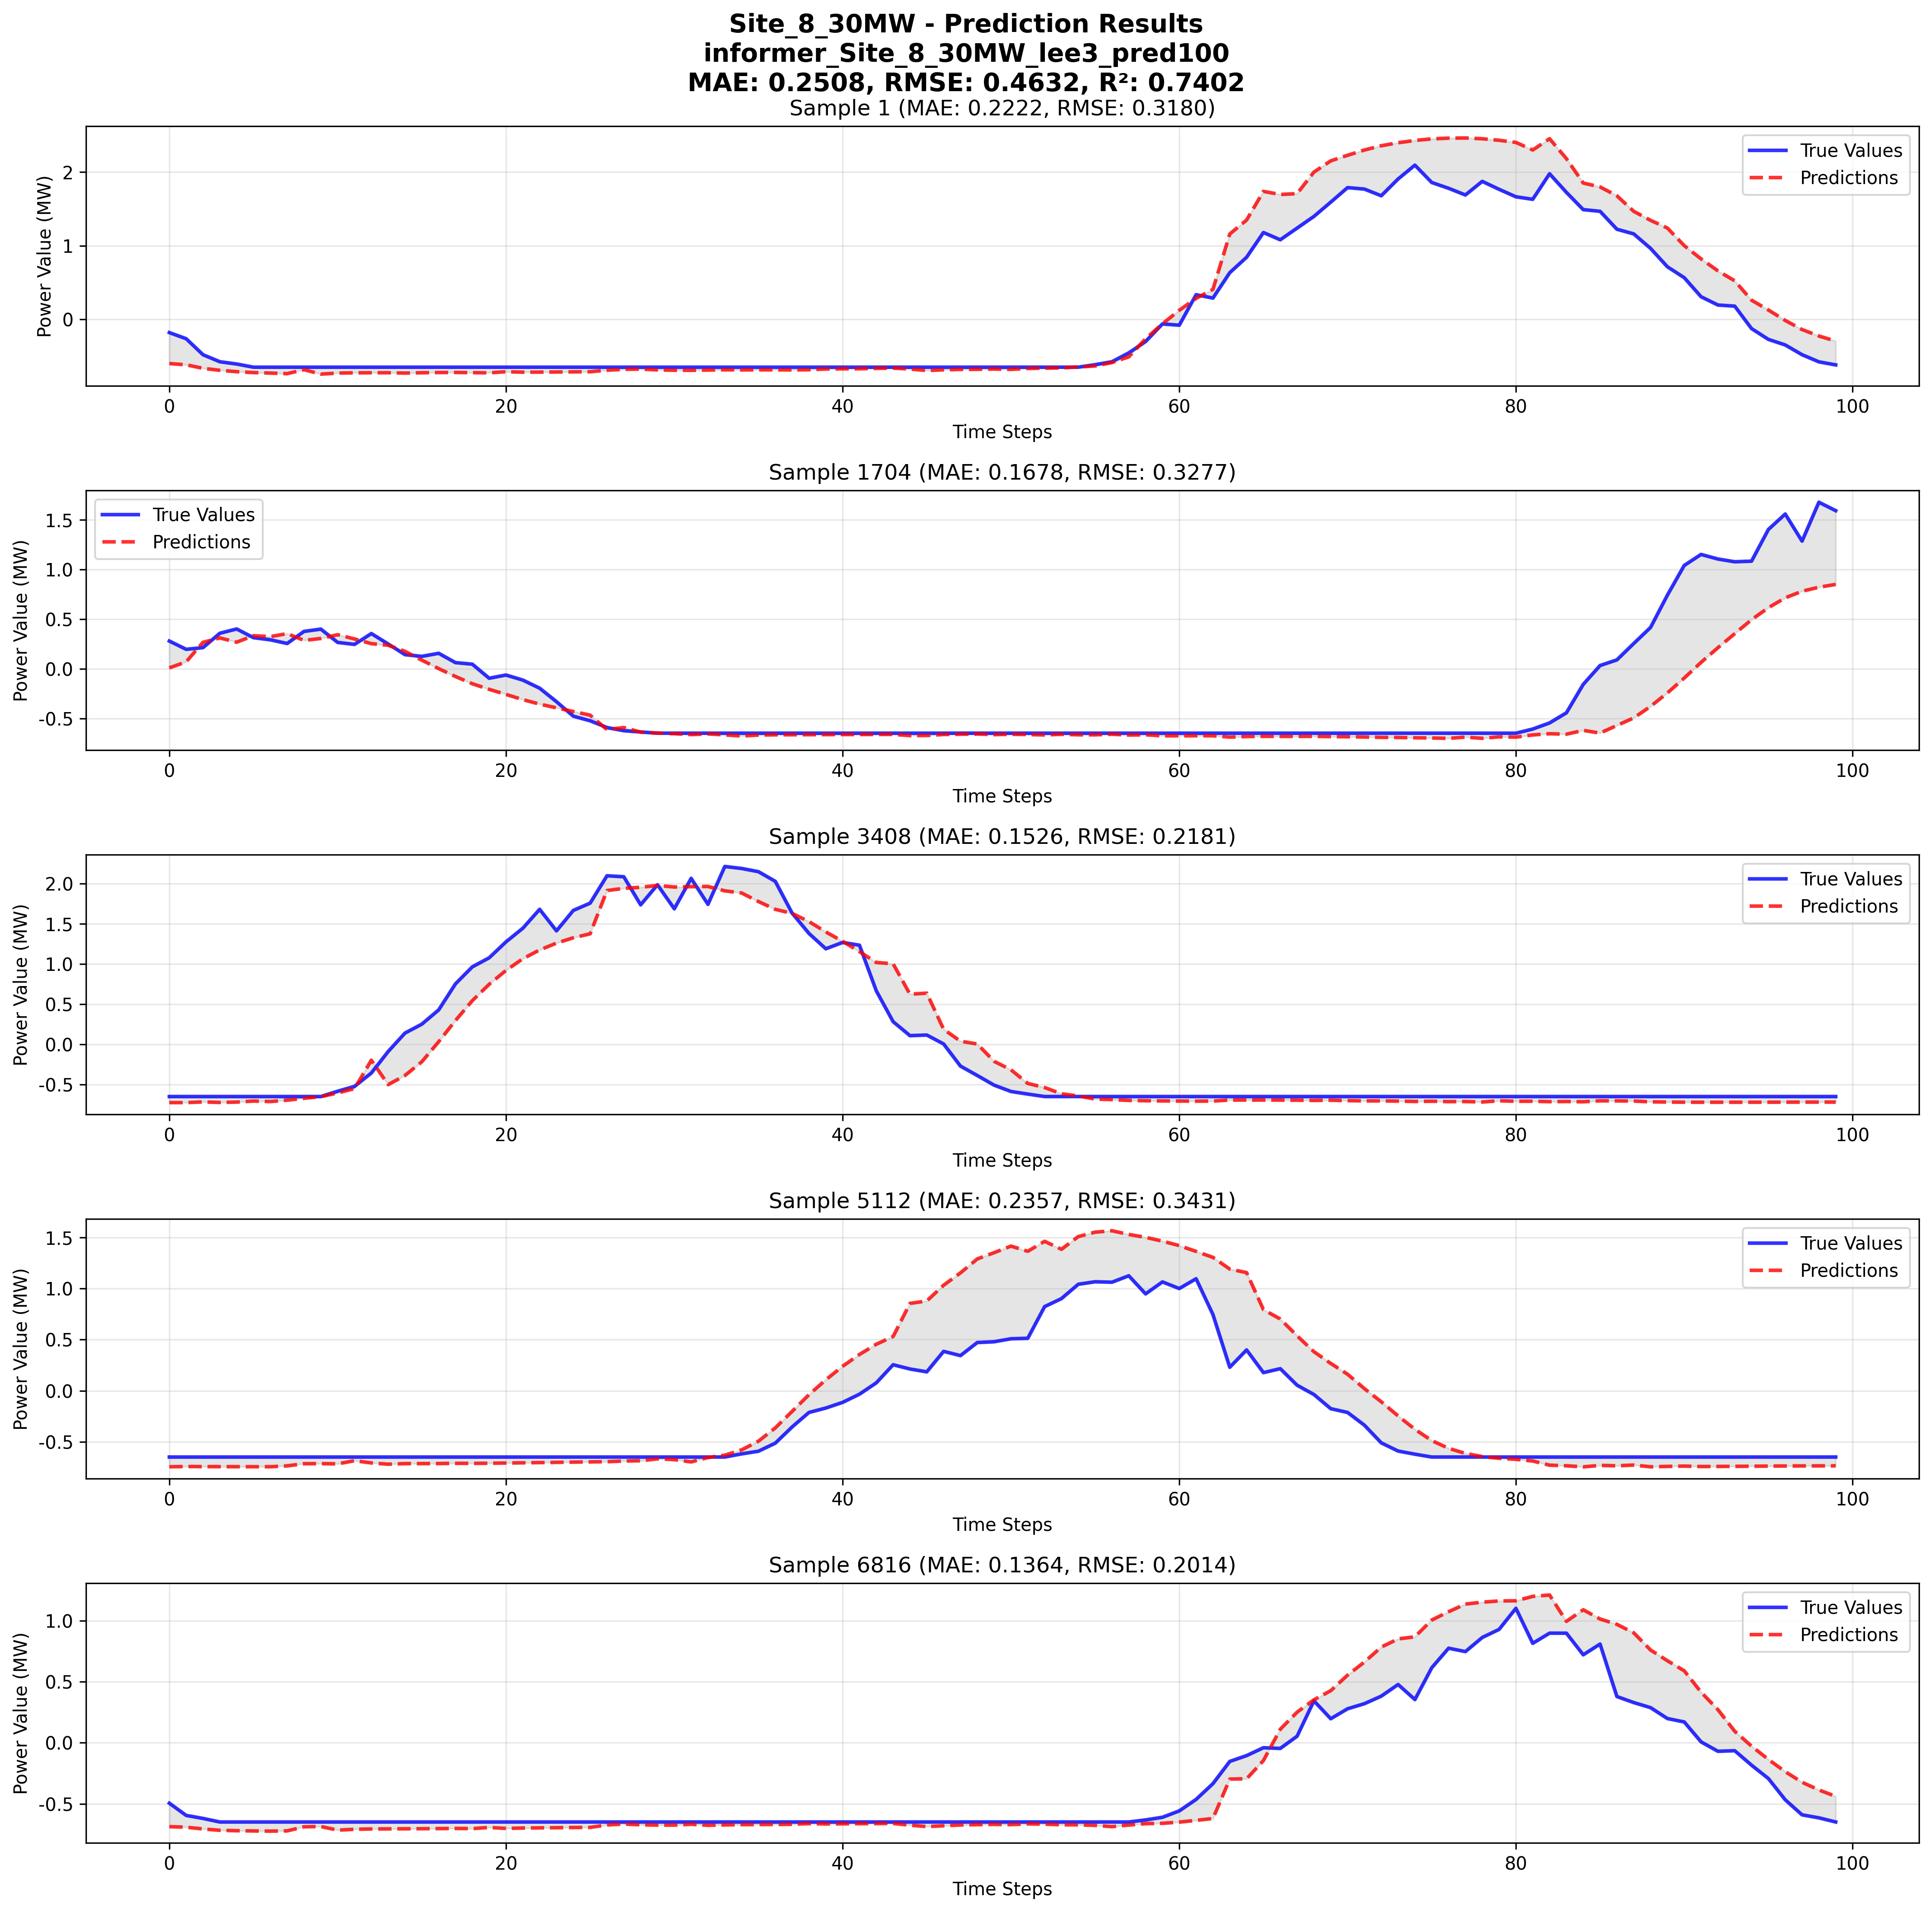 Site_8_30MW - Prediction Results
informer_Site_8_30MW_lee3_pred100
MAE: 0.2508, RMSE: 0.4632, R²: 0.7402
Sample 1 (MAE: 0.2222, RMSE: 0.3180)
Power Value (MW)
2
1
0
True Values
Predictions
0 20 40 60 80 100
Time Steps
Sample 1704 (MAE: 0.1678, RMSE: 0.3277)
Power Value (MW)
1.5
1.0
0.5
0.0
-0.5
True Values
Predictions
0 20 40 60 80 100
Time Steps
Sample 3408 (MAE: 0.1526, RMSE: 0.2181)
Power Value (MW)
2.0
1.5
1.0
0.5
0.0
-0.5
True Values
Predictions
0 20 40 60 80 100
Time Steps
Sample 5112 (MAE: 0.2357, RMSE: 0.3431)
Power Value (MW)
1.5
1.0
0.5
0.0
-0.5
True Values
Predictions
0 20 40 60 80 100
Time Steps
Sample 6816 (MAE: 0.1364, RMSE: 0.2014)
Power Value (MW)
1.0
0.5
0.0
-0.5
True Values
Predictions
0 20 40 60 80 100
Time Steps